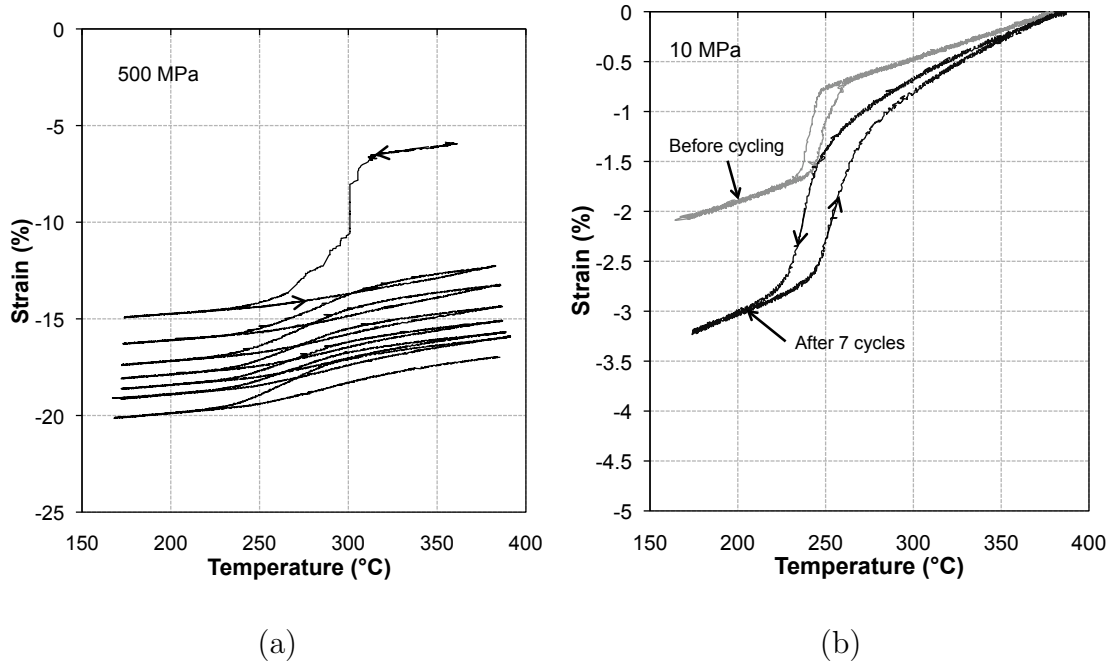 500 MPa
0
-5
-10
-15
-20
-25
150 200 250 300 350 400
Strain (%)
Temperature (°C)
(a)
10 MPa
Before cycling
After 7 cycles
0
-0.5
-1
-1.5
-2
-2.5
-3
-3.5
-4
-4.5
-5
150 200 250 300 350 400
Strain (%)
Temperature (°C)
(b)